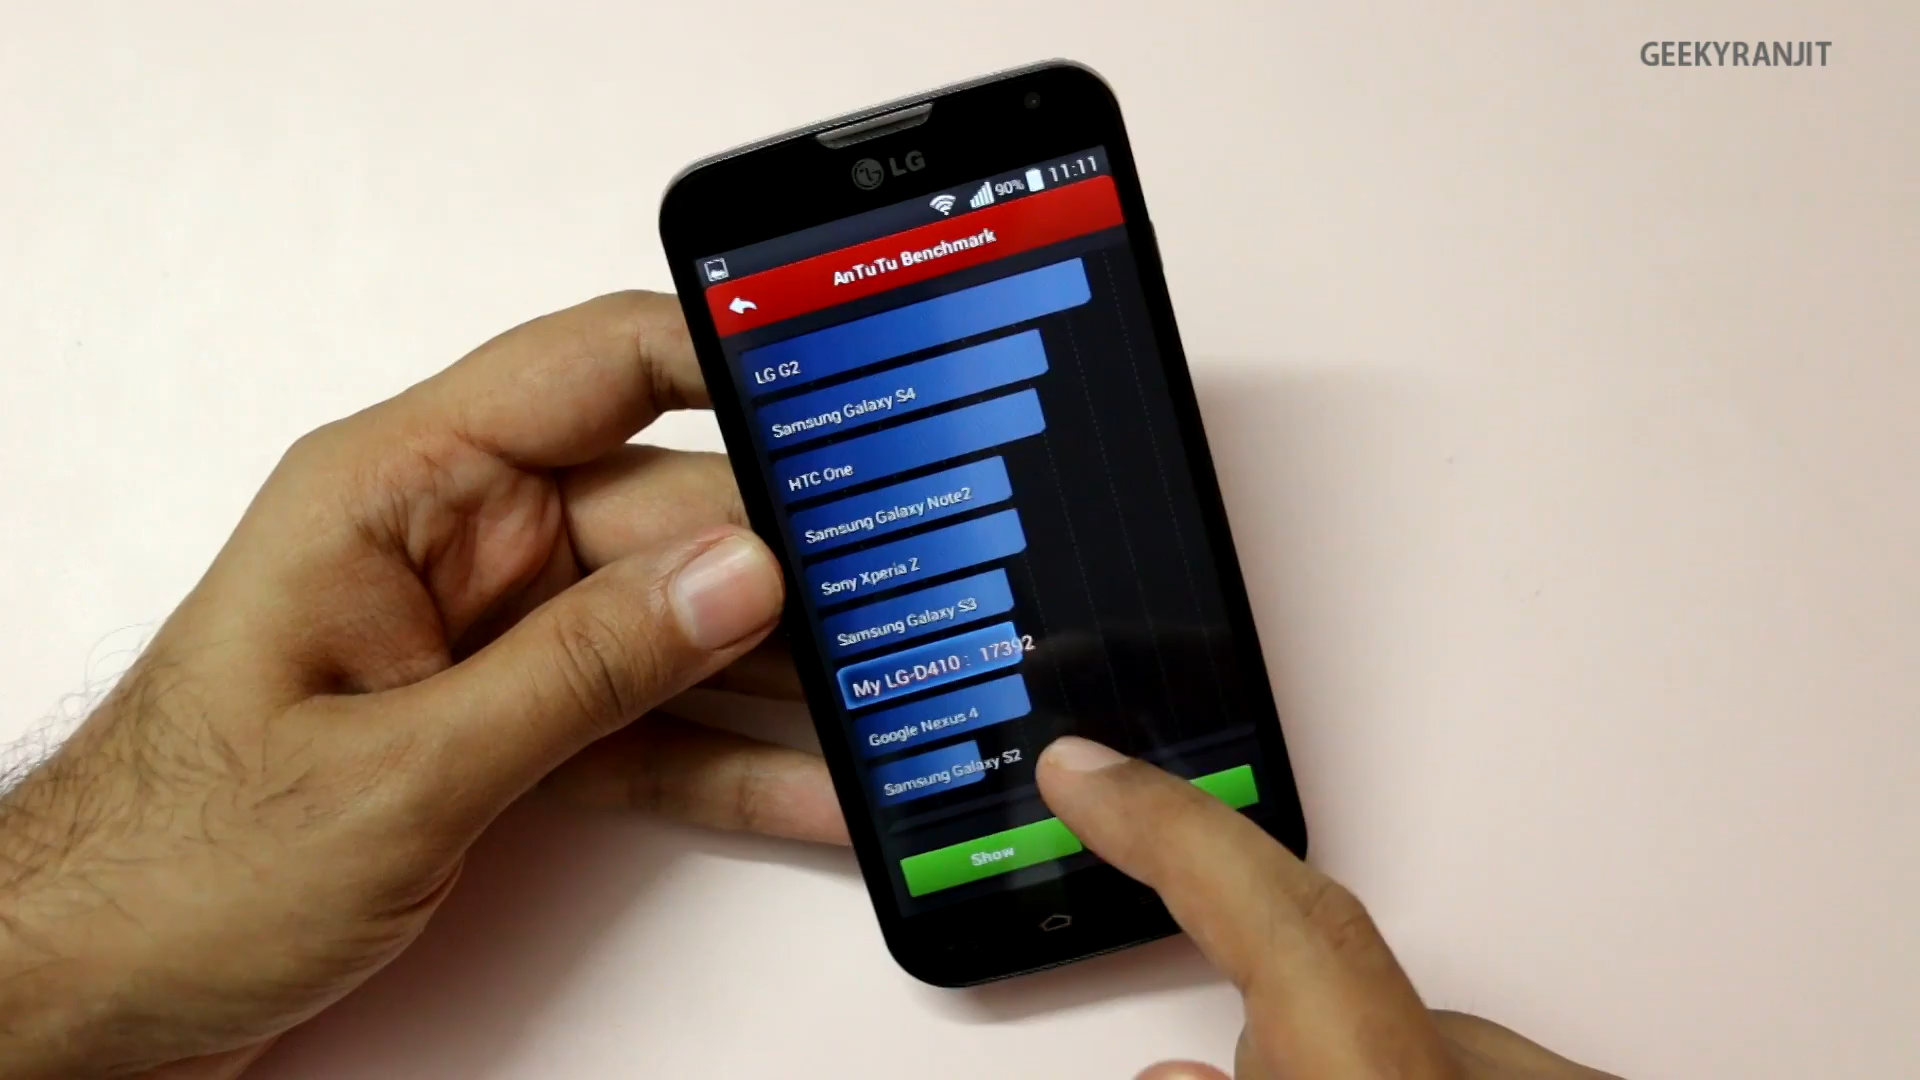 GEEKYRANJIT
LG
90% 11:11
AnTuTu Benchmark
LG G2
Samsung Galaxy S4
HTC One
Samsung Galaxy Note2
Sony Xperia Z
Samsung Galaxy S3
My LG-D410 : 17392
Google Nexus 4
Samsung Galaxy S2
Show